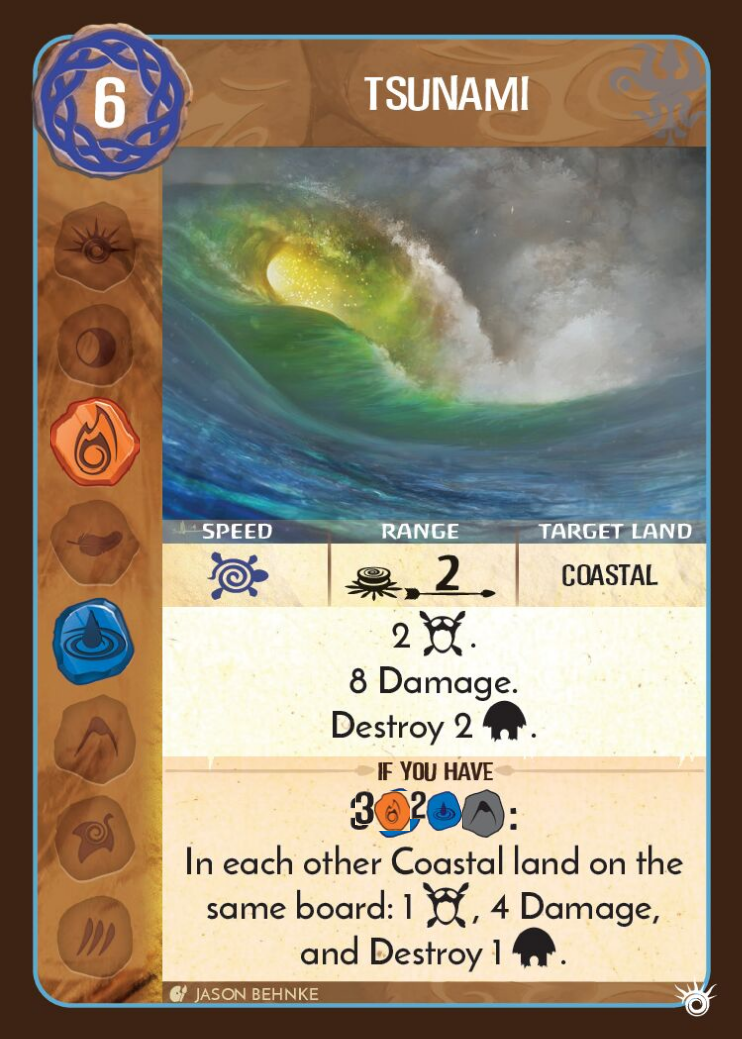 6
TSUNAMI
SPEED RANGE TARGET LAND
2 COASTAL
2 .
8 Damage.
Destroy 2 .
IF YOU HAVE
3 2 :
In each other Coastal land on the
same board: 1 , 4 Damage,
and Destroy 1 .
JASON BEHNKE